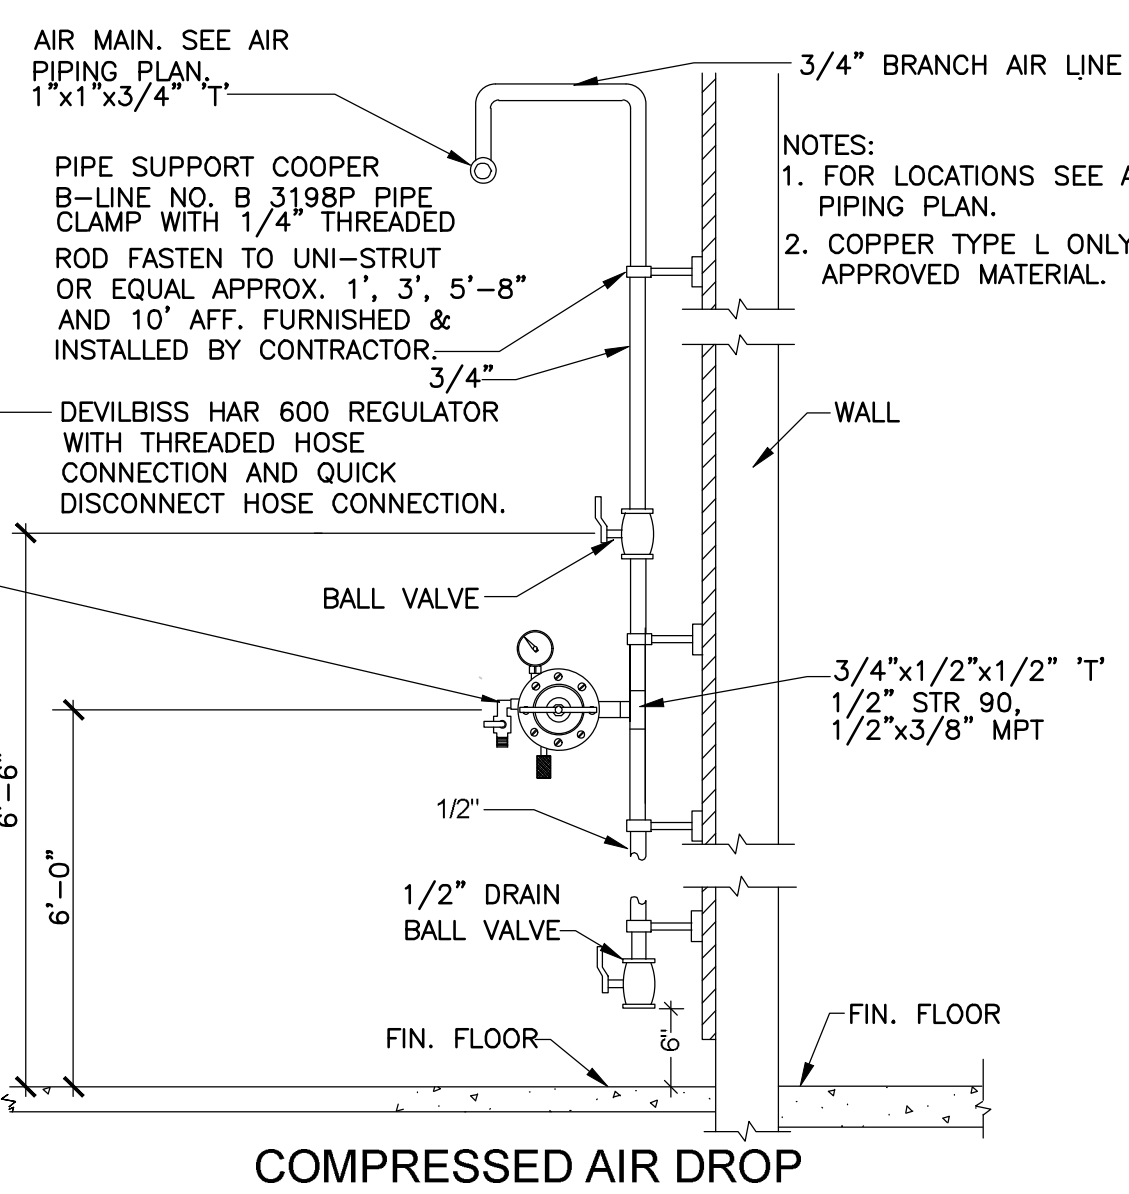 AIR MAIN. SEE AIR
PIPING PLAN.
1"x1"x3/4" 'T'
3/4" BRANCH AIR LINE
NOTES:
1. FOR LOCATIONS SEE A
PIPING PLAN.
2. COPPER TYPE L ONLY
APPROVED MATERIAL.
PIPE SUPPORT COOPER
B-LINE NO. B 3198P PIPE
CLAMP WITH 1/4" THREADED
ROD FASTEN TO UNI-STRUT
OR EQUAL APPROX. 1', 3', 5'-8"
AND 10' AFF. FURNISHED &
INSTALLED BY CONTRACTOR.
3/4"
DEVILBISS HAR 600 REGULATOR
WITH THREADED HOSE
CONNECTION AND QUICK
DISCONNECT HOSE CONNECTION.
WALL
BALL VALVE
3/4"x1/2"x1/2" 'T'
1/2" STR 90,
1/2"x3/8" MPT
6'-6"
6'-0"
1/2"
1/2" DRAIN
BALL VALVE
6"
FIN. FLOOR
FIN. FLOOR
COMPRESSED AIR DROP